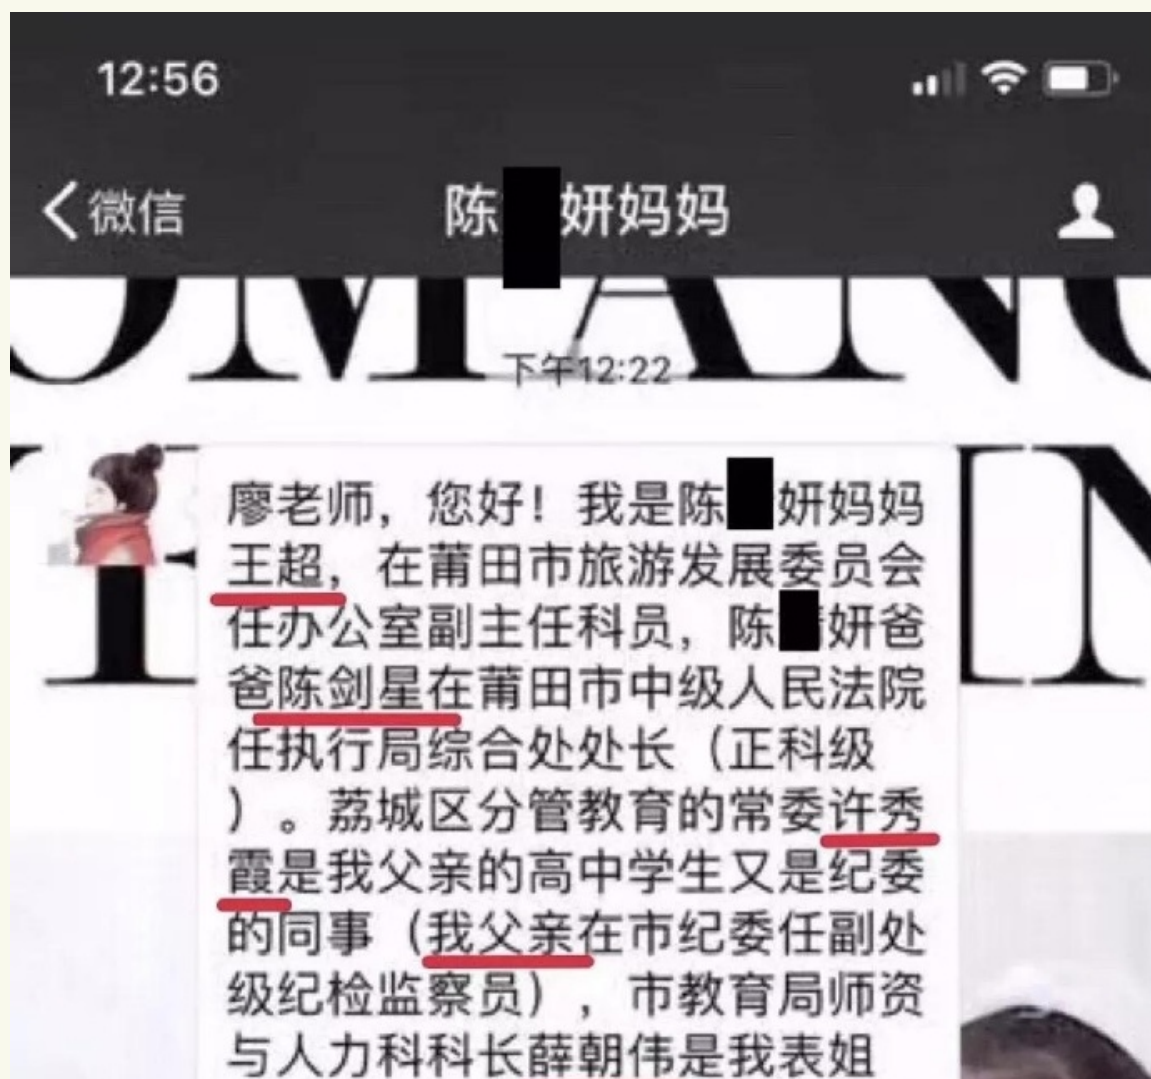 12:56
微信
陈 妍妈妈
OMAN
下午12:22
IN
廖老师，您好！我是陈 妍妈妈
王超，在莆田市旅游发展委员会
任办公室副主任科员，陈 妍爸
爸陈剑星在莆田市中级人民法院
任执行局综合处处长（正科级
）。荔城区分管教育的常委许秀
霞是我父亲的高中学生又是纪委
的同事（我父亲在市纪委任副处
级纪检监察员），市教育局师资
与人力科科长薛朝伟是我表姐